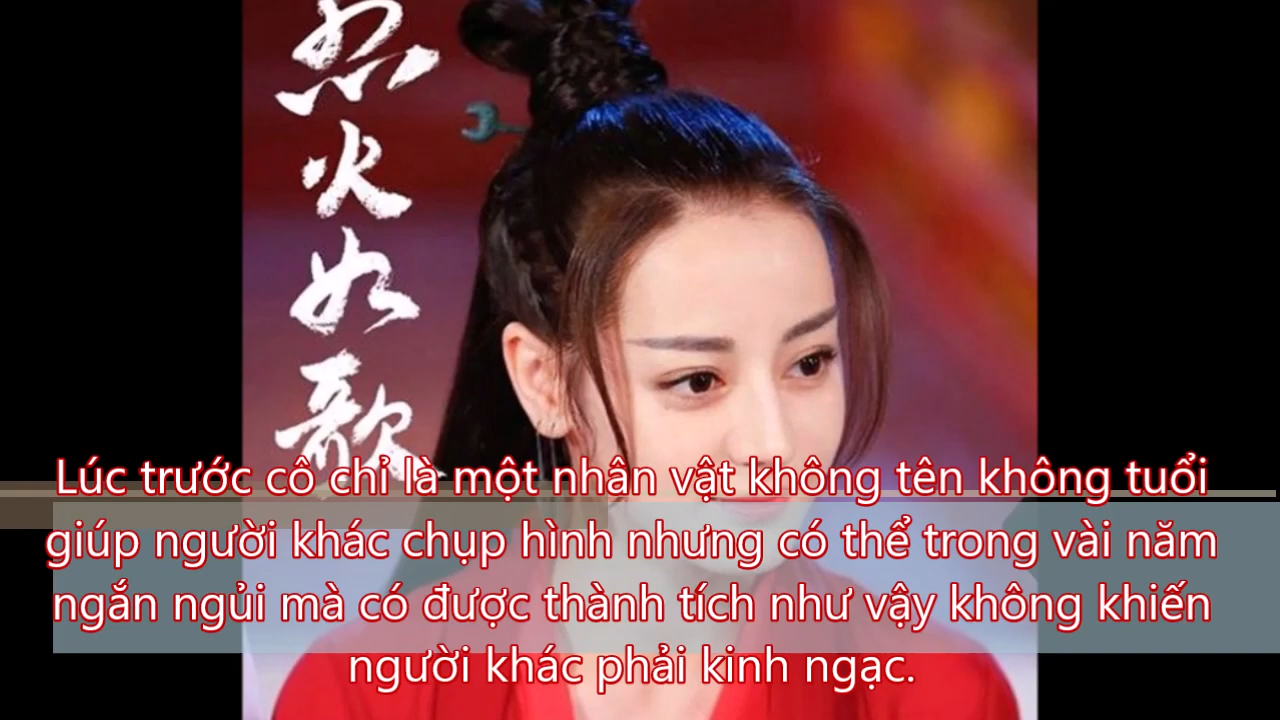 烈火如歌
Lúc trước cô chỉ là một nhân vật không tên không tuổi
giúp người khác chụp hình nhưng có thể trong vài năm
ngắn ngủi mà có được thành tích như vậy không khiến
người khác phải kinh ngạc.